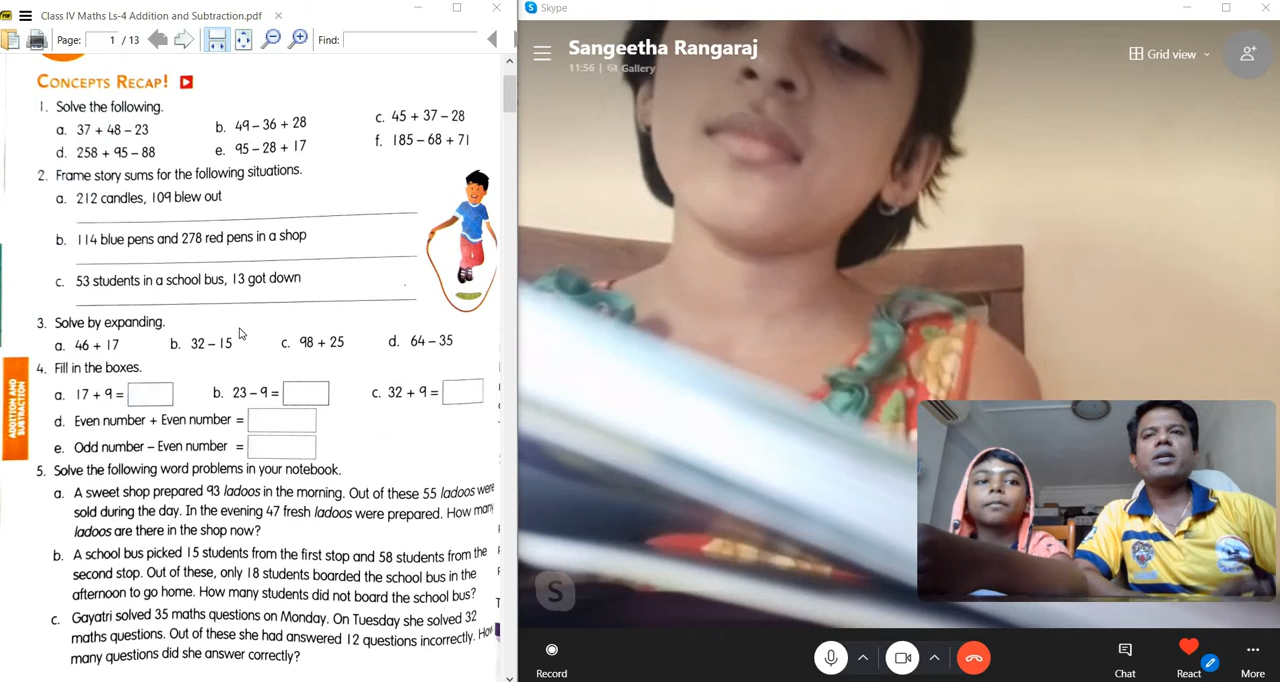 Class IV Maths Ls-4 Addition and Subtraction.pdf
Page: 1 / 13 Find:
CONCEPTS RECAP!
1. Solve the following.
a. 37 + 48 – 23 b. 49 – 36 + 28 c. 45 + 37 – 28
d. 258 + 95 – 88 e. 95 – 28 + 17 f. 185 – 68 + 71
2. Frame story sums for the following situations.
a. 212 candles, 109 blew out
b. 114 blue pens and 278 red pens in a shop
c. 53 students in a school bus, 13 got down
3. Solve by expanding.
a. 46 + 17 b. 32 – 15 c. 98 + 25 d. 64 – 35
4. Fill in the boxes.
a. 17 + 9 = b. 23 – 9 = c. 32 + 9 =
d. Even number + Even number =
e. Odd number – Even number =
ADDITION AND
SUBTRACTION
5. Solve the following word problems in your notebook.
a. A sweet shop prepared 93 ladoos in the morning. Out of these 55 ladoos were
sold during the day. In the evening 47 fresh ladoos were prepared. How many
ladoos are there in the shop now?
b. A school bus picked 15 students from the first stop and 58 students from the
second stop. Out of these, only 18 students boarded the school bus in the
afternoon to go home. How many students did not board the school bus?
c. Gayatri solved 35 maths questions on Monday. On Tuesday she solved 32
maths questions. Out of these she had answered 12 questions incorrectly. How
many questions did she answer correctly?
Skype
Sangeetha Rangaraj
11:56 | Gallery
Grid view
Record
Chat
React
More